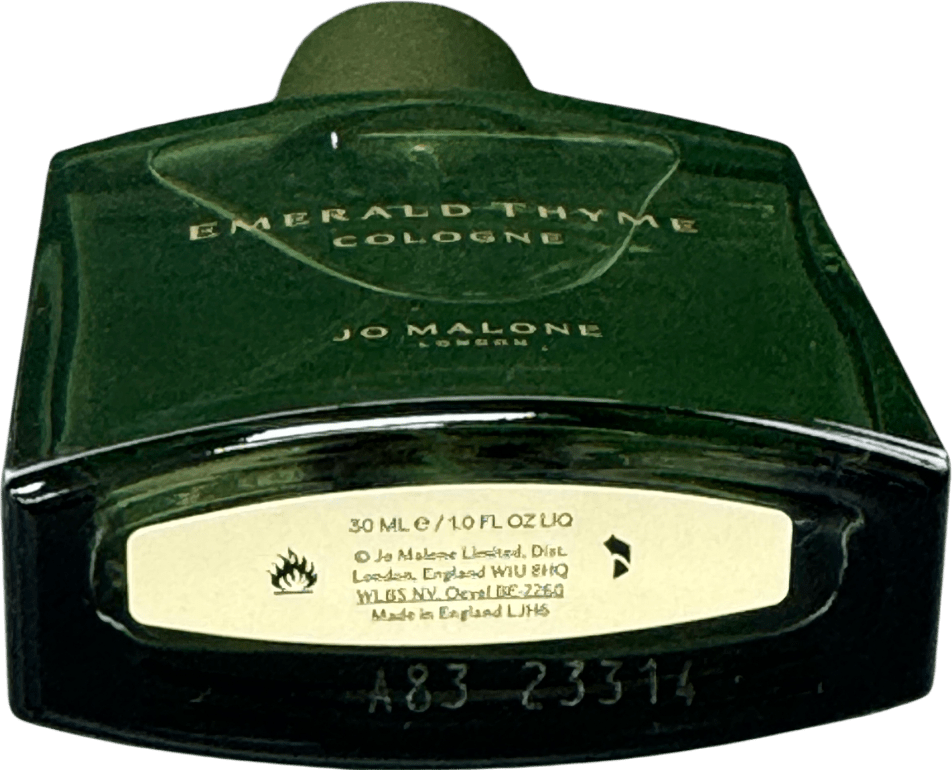 EMERALD THYME
COLOGNE
JO MALONE
LONDON
30 ML e / 1.0 FL OZ LIQ
© Jo Malone Limited, Dist.
London, England W1U 8HQ
WLBS NV, Oevel BE-2260
Made in England LJH6
A83 23314